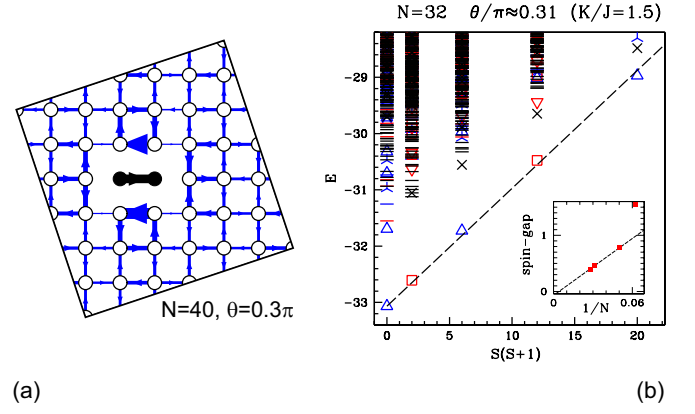 N=32 θ/π≈0.31 (K/J=1.5)
-29
-30
-31
-32
-33
E
0
5
10
15
20
S(S+1)
spin-gap
1
0
0
0.06
1/N
N=40, θ=0.3π
(a)
(b)